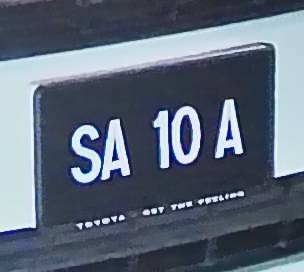 SA 10 A
TOYOTA - GET THE FEELING